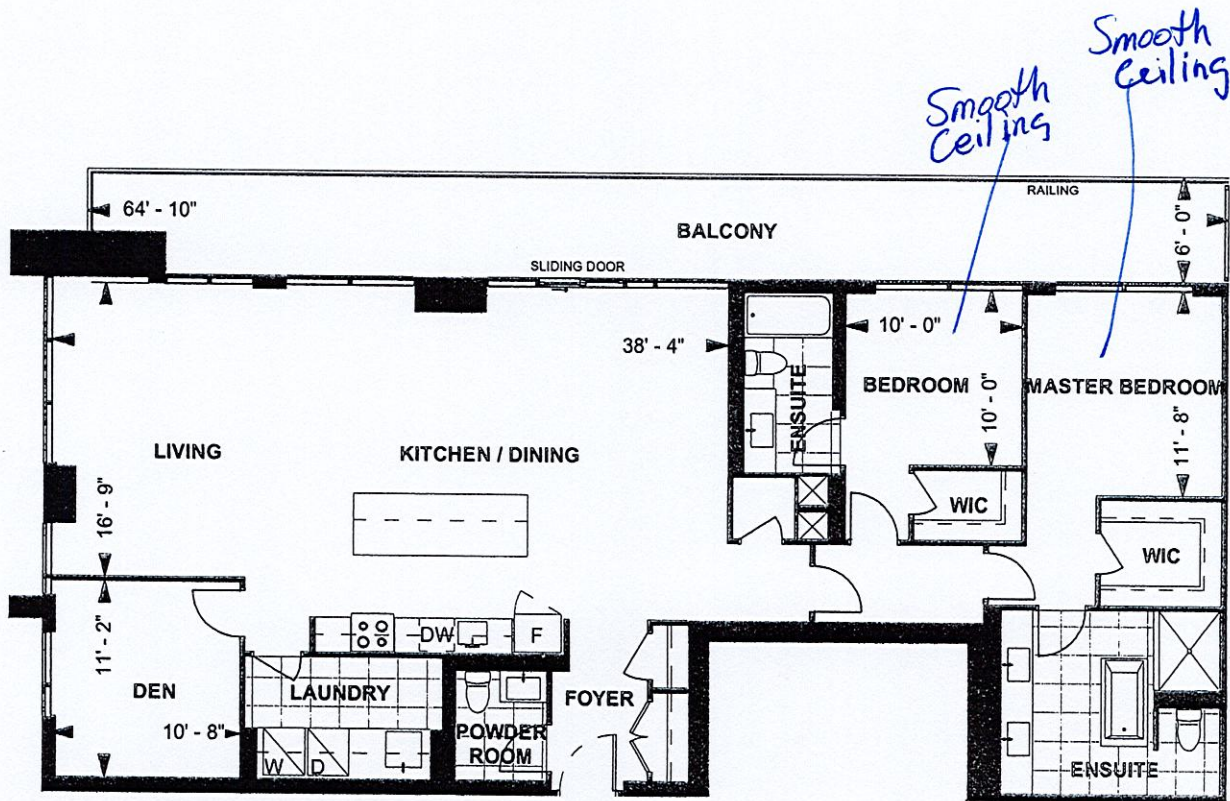 Smooth
Ceiling
Smooth
Ceiling
RAILING
64' - 10"
BALCONY
6' - 0"
SLIDING DOOR
10' - 0"
38' - 4"
ENSUITE
BEDROOM
10' - 0"
MASTER BEDROOM
11' - 8"
LIVING
KITCHEN / DINING
16' - 9"
WIC
WIC
11' - 2"
DW
F
DEN
LAUNDRY
FOYER
10' - 8"
POWDER
ROOM
W
D
ENSUITE